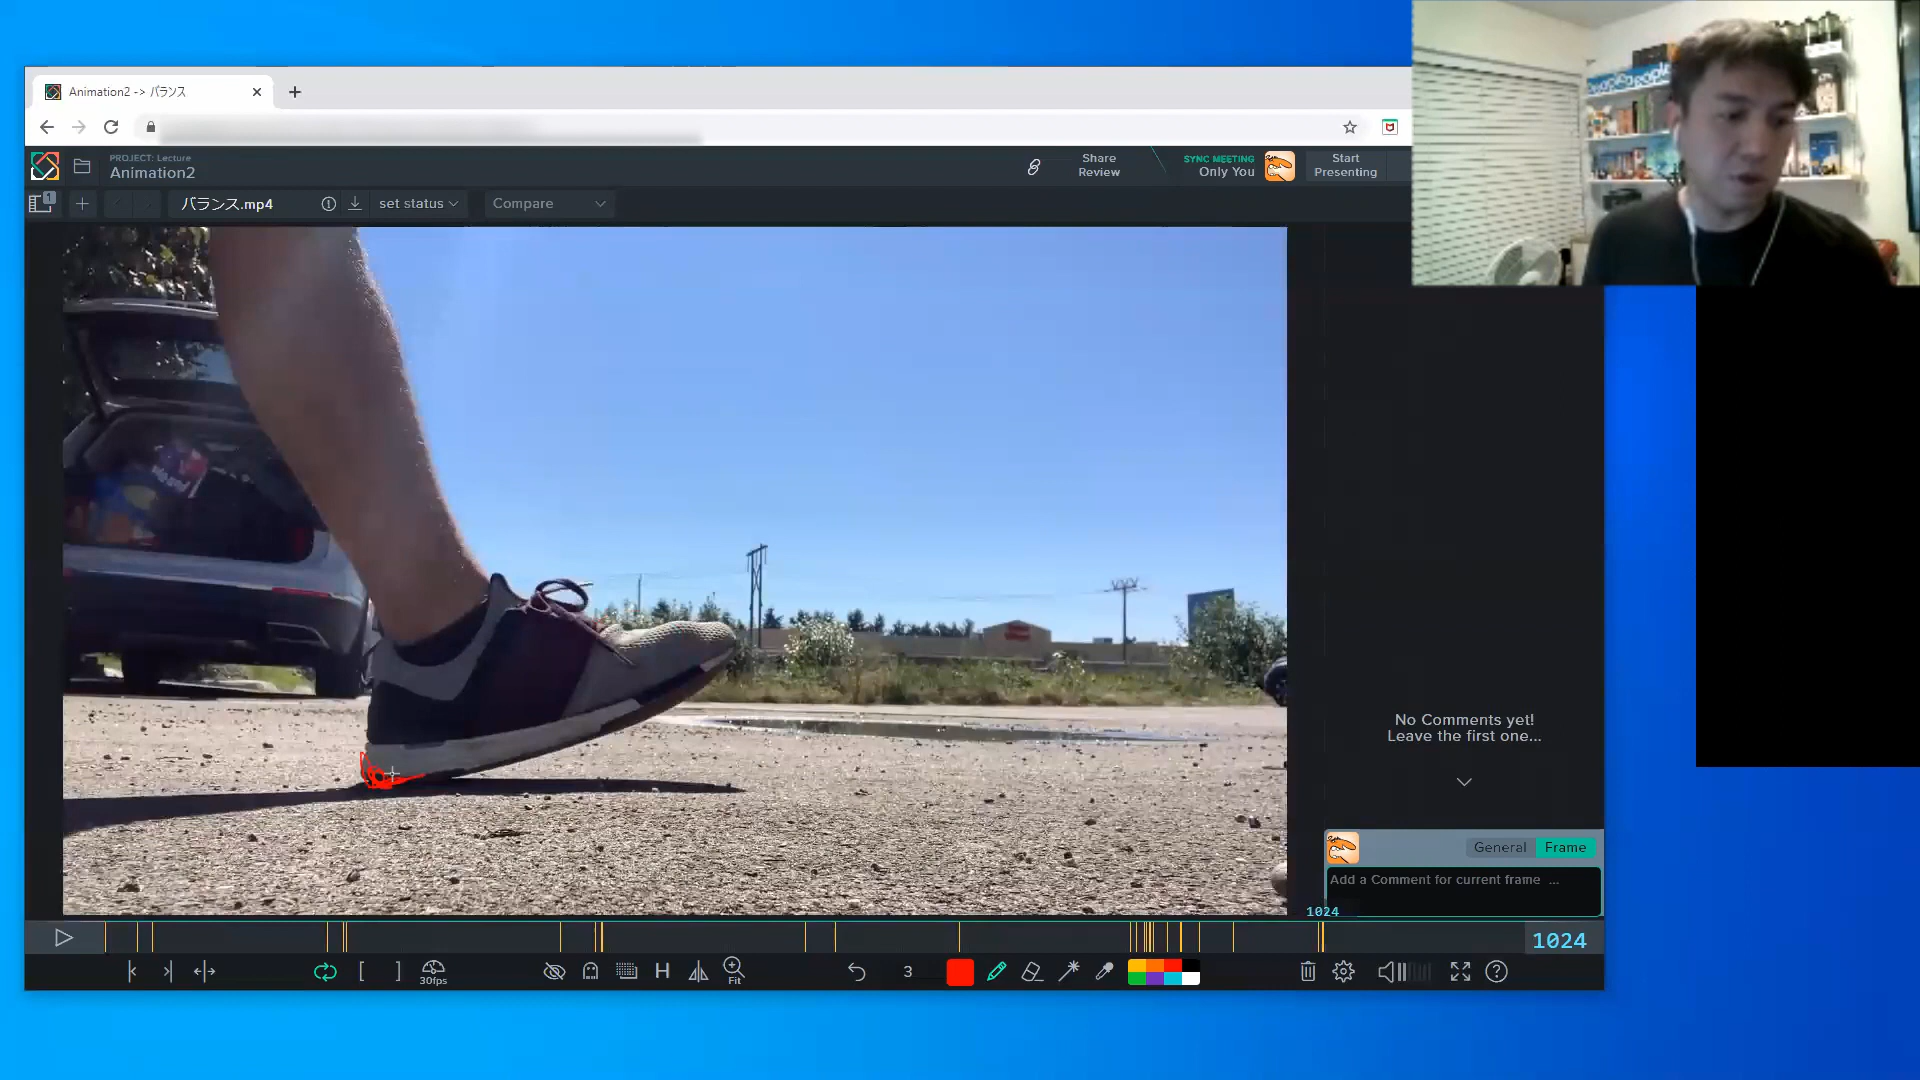 Animation2 -> バランス
PROJECT: Lecture
Animation2
Share
Review
SYNC MEETING
Only You
Start
Presenting
1
バランス.mp4
set status
Compare
No Comments yet!
Leave the first one...
General
Frame
Add a Comment for current frame ...
1024
1024
30fps
H
Fit
3